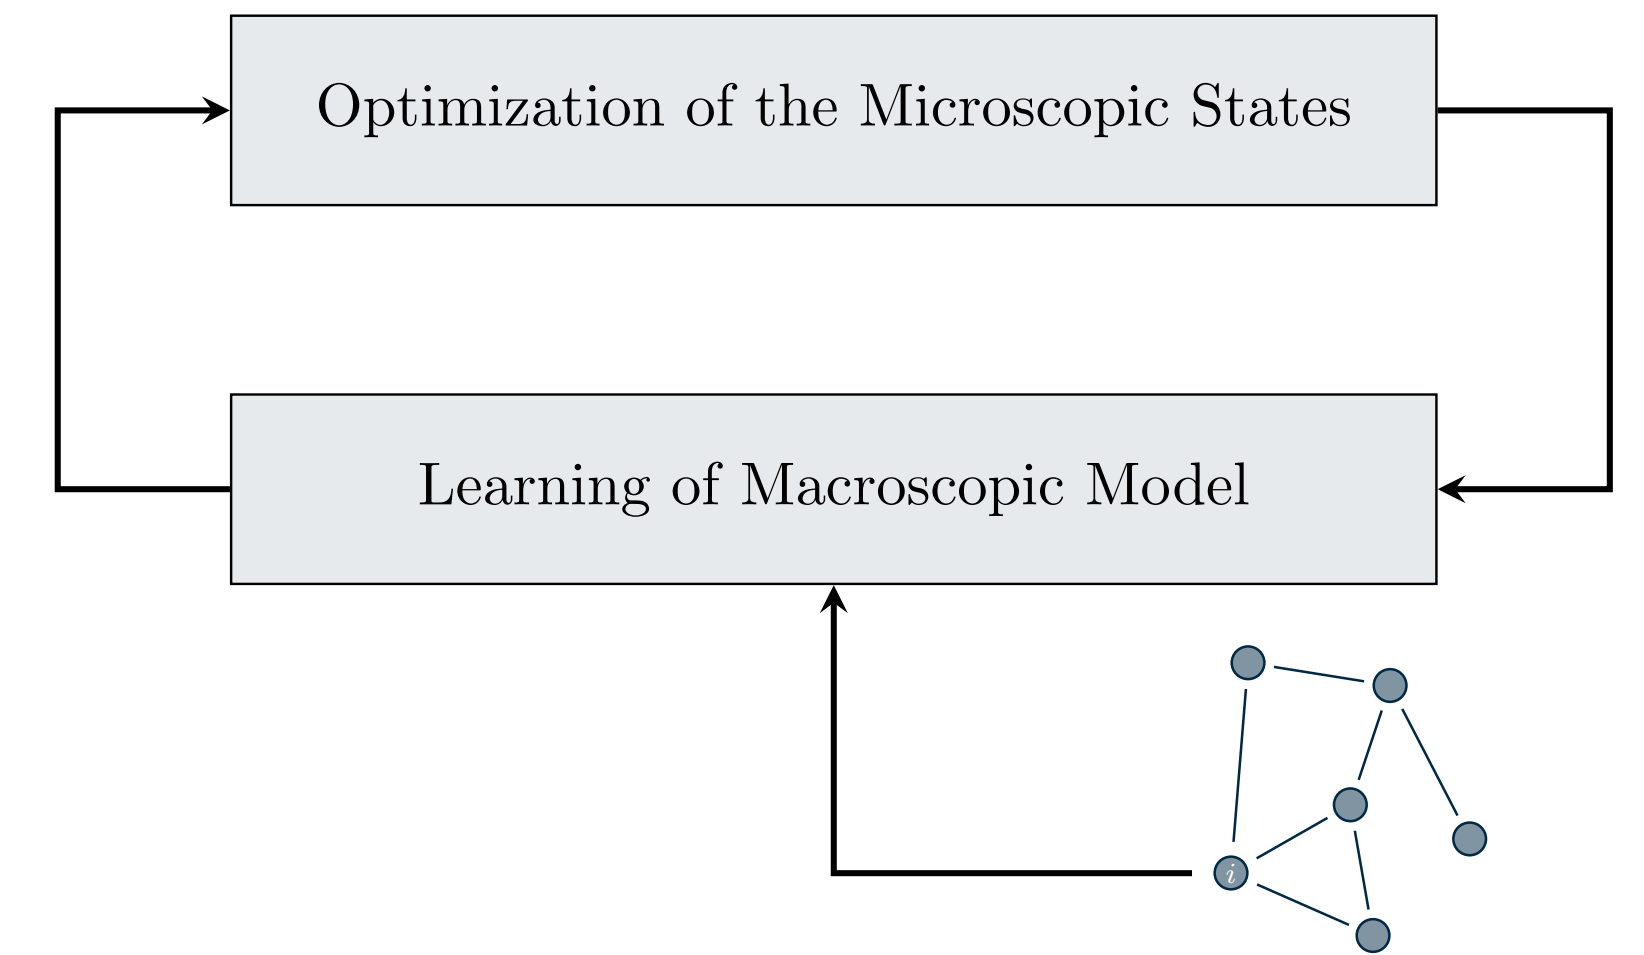 Optimization of the Microscopic States
Learning of Macroscopic Model
i